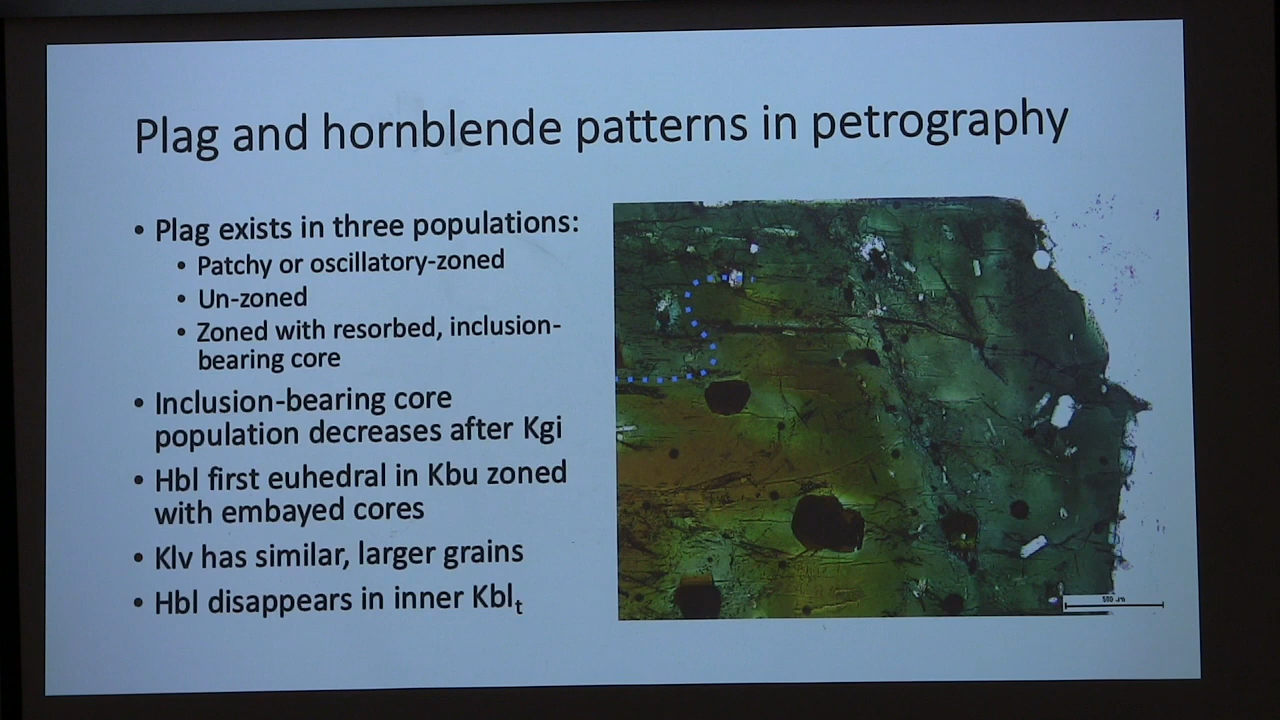 Plag and hornblende patterns in petrography
• Plag exists in three populations:
• Patchy or oscillatory-zoned
• Un-zoned
• Zoned with resorbed, inclusion-
bearing core
• Inclusion-bearing core
population decreases after Kgi
• Hbl first euhedral in Kbu zoned
with embayed cores
• Klv has similar, larger grains
• Hbl disappears in inner Kblt